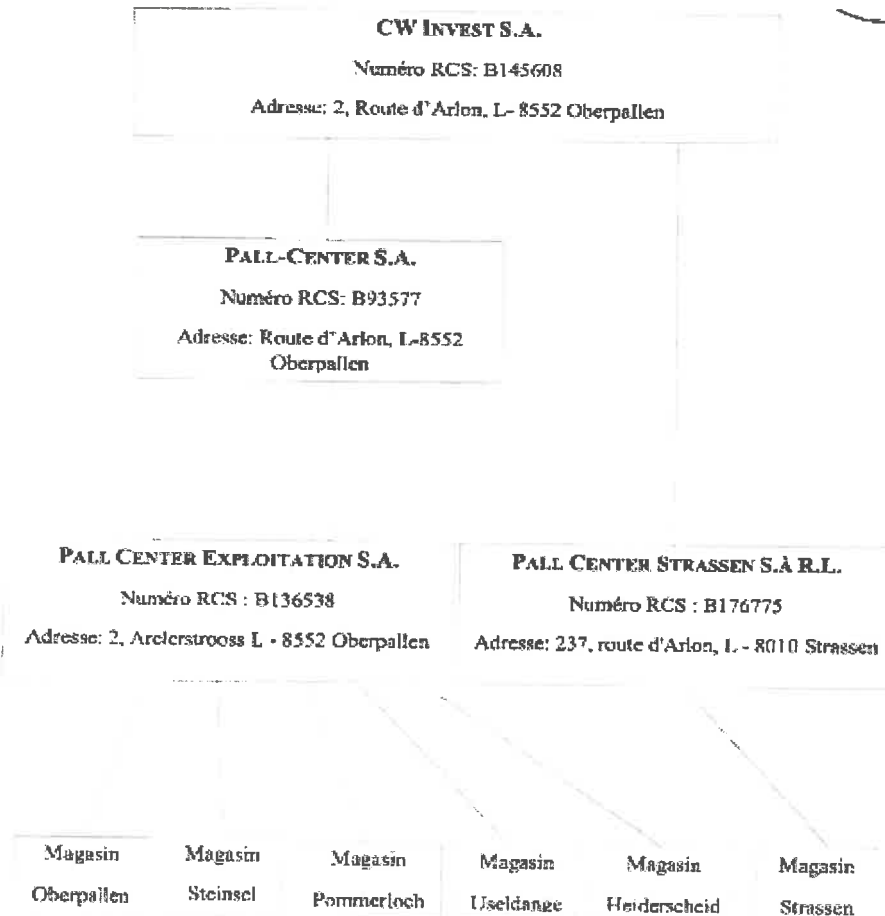 CW INVEST S.A.
Numéro RCS: B145608
Adresse: 2, Route d'Arlon, L- 8552 Oberpallen
PALL-CENTER S.A.
Numéro RCS: B93577
Adresse: Route d'Arlon, L-8552
Oberpallen
PALL CENTER EXPLOITATION S.A.
Numéro RCS : B136538
Adresse: 2, Arelerstrooss L - 8552 Oberpallen
PALL CENTER STRASSEN S.À R.L.
Numéro RCS : B176775
Adresse: 237, route d'Arlon, L - 8010 Strassen
Magasin
Oberpallen
Magasin
Steinsel
Magasin
Pommerloch
Magasin
Useldange
Magasin
Heiderscheid
Magasin
Strassen